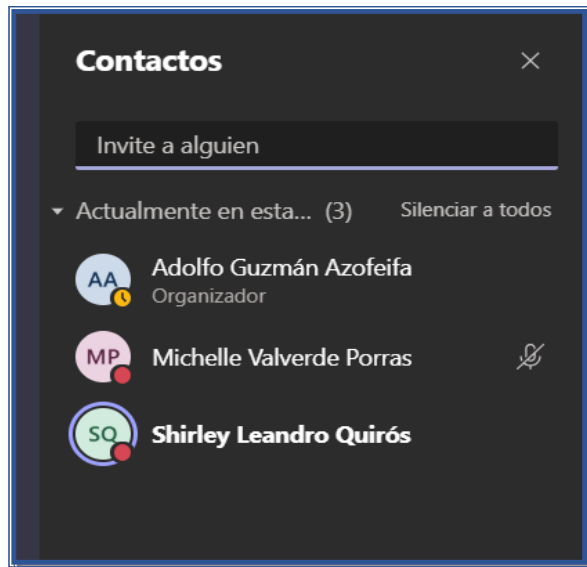 Contactos
Invite a alguien
Actualmente en esta... (3) Silenciar a todos
AA Adolfo Guzmán Azofeifa
Organizador
MP Michelle Valverde Porras
SQ Shirley Leandro Quirós